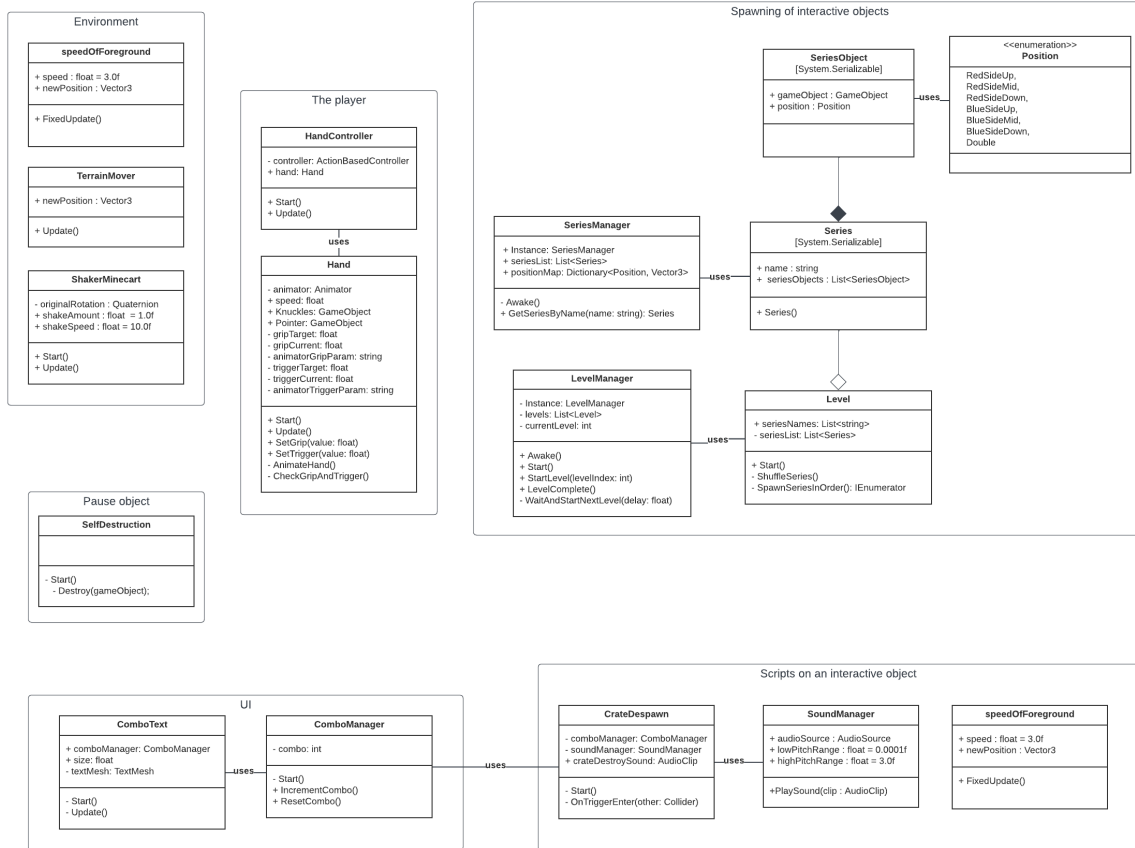 Environment
speedOfForeground
+ speed : float = 3.0f
+ newPosition : Vector3
+ FixedUpdate()
TerrainMover
+ newPosition : Vector3
+ Update()
ShakerMinecart
- originalRotation : Quaternion
+ shakeAmount : float  = 1.0f
+ shakeSpeed : float = 10.0f
+ Start()
+ Update()
The player
HandController
- controller: ActionBasedController
+ hand: Hand
+ Start()
+ Update()
uses
Hand
- animator: Animator
+ speed: float
+ Knuckles: GameObject
+ Pointer: GameObject
- gripTarget: float
- gripCurrent: float
- animatorGripParam: string
- triggerTarget: float
- triggerCurrent: float
- animatorTriggerParam: string
+ Start()
+ Update()
+ SetGrip(value: float)
+ SetTrigger(value: float)
- AnimateHand()
- CheckGripAndTrigger()
Spawning of interactive objects
SeriesObject
[System.Serializable]
+ gameObject : GameObject
+ position : Position
uses
<<enumeration>>
Position
RedSideUp,
RedSideMid,
RedSideDown,
BlueSideUp,
BlueSideMid,
BlueSideDown,
Double
SeriesManager
+ Instance: SeriesManager
+ seriesList: List<Series>
+ positionMap: Dictionary<Position, Vector3>
- Awake()
+ GetSeriesByName(name: string): Series
uses
Series
[System.Serializable]
+ name : string
+  seriesObjects : List<SeriesObject>
+ Series()
LevelManager
- Instance: LevelManager
- levels: List<Level>
- currentLevel: int
+ Awake()
+ Start()
+ StartLevel(levelIndex: int)
+ LevelComplete()
- WaitAndStartNextLevel(delay: float)
uses
Level
+ seriesNames: List<string>
- seriesList: List<Series>
+ Start()
- ShuffleSeries()
- SpawnSeriesInOrder(): IEnumerator
Pause object
SelfDestruction
- Start()
- Destroy(gameObject);
UI
ComboText
+ comboManager: ComboManager
+ size: float
- textMesh: TextMesh
- Start()
- Update()
uses
ComboManager
- combo: int
- Start()
+ IncrementCombo()
+ ResetCombo()
uses
Scripts on an interactive object
CrateDespawn
- comboManager: ComboManager
- soundManager: SoundManager
+ crateDestroySound: AudioClip
- Start()
- OnTriggerEnter(other: Collider)
uses
SoundManager
+ audioSource : AudioSource
+ lowPitchRange : float = 0.0001f
+ highPitchRange : float = 3.0f
+PlaySound(clip : AudioClip)
speedOfForeground
+ speed : float = 3.0f
+ newPosition : Vector3
+ FixedUpdate()